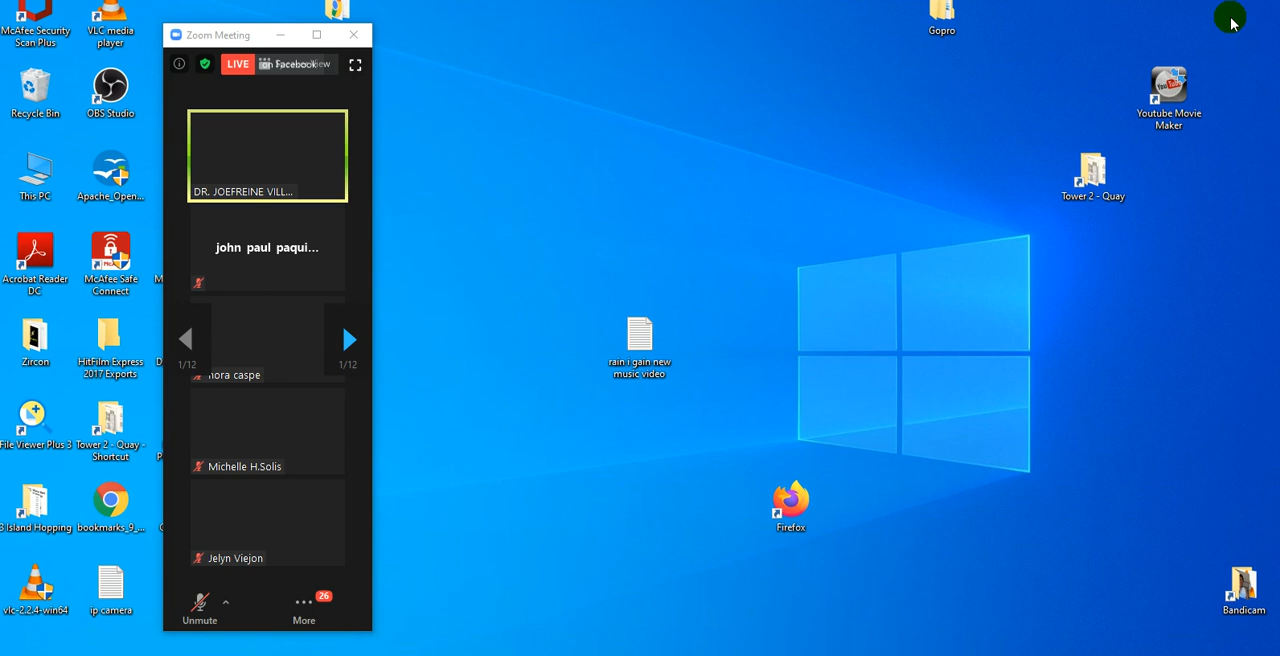 McAfee Security
Scan Plus
VLC media
player
Recycle Bin
OBS Studio
This PC
Apache_Open...
Acrobat Reader
DC
McAfee Safe
Connect
Zircon
HitFilm Express
2017 Exports
File Viewer Plus 3
Tower 2 - Quay -
Shortcut
3 Island Hopping
bookmarks_9_...
vlc-2.2.4-win64
ip camera
Zoom Meeting
LIVE
on Facebook
DR. JOEFREINE VILL...
john paul paqui...
1/12
1/12
nora caspe
Michelle H.Solis
Jelyn Viejon
26
Unmute
More
rain i gain new
music video
Firefox
Gopro
You Tube
Youtube Movie
Maker
Tower 2 - Quay
Bandicam